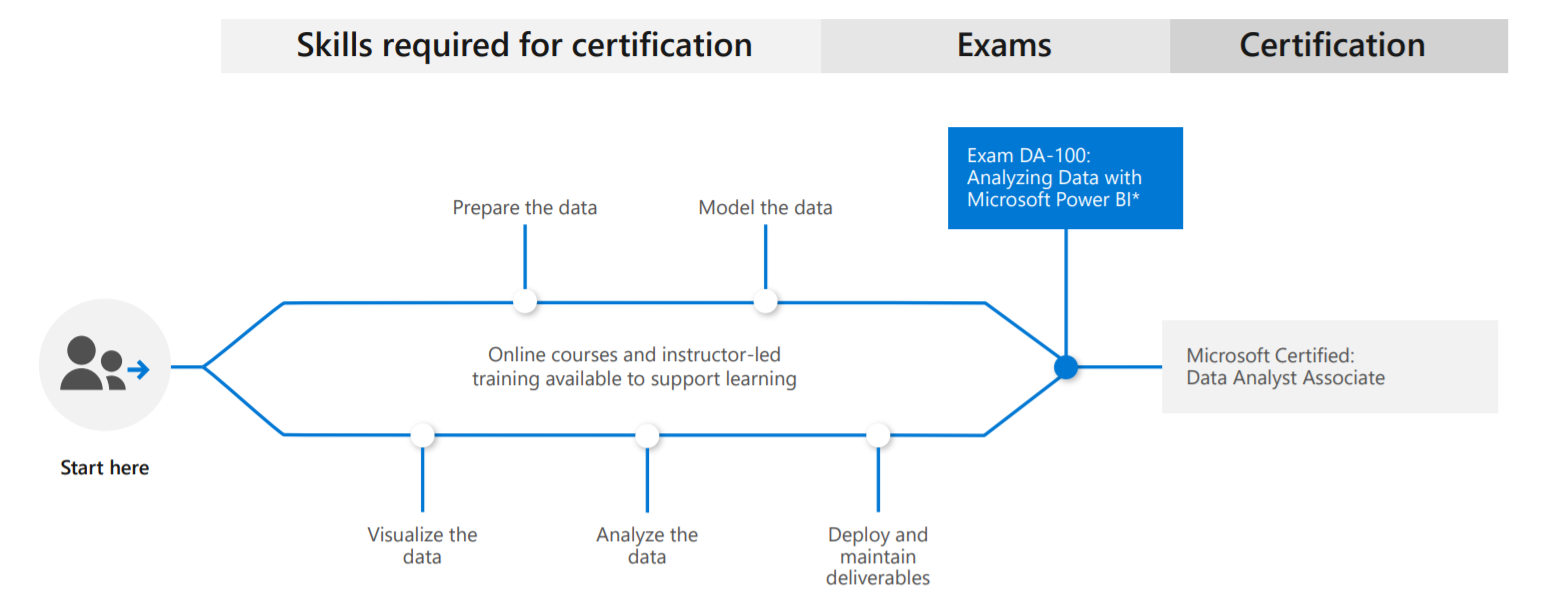 Skills required for certification
Exams
Certification
Exam DA-100:
Analyzing Data with
Microsoft Power BI*
Prepare the data
Model the data
Online courses and instructor-led
training available to support learning
Microsoft Certified:
Data Analyst Associate
Start here
Visualize the
data
Analyze the
data
Deploy and
maintain
deliverables